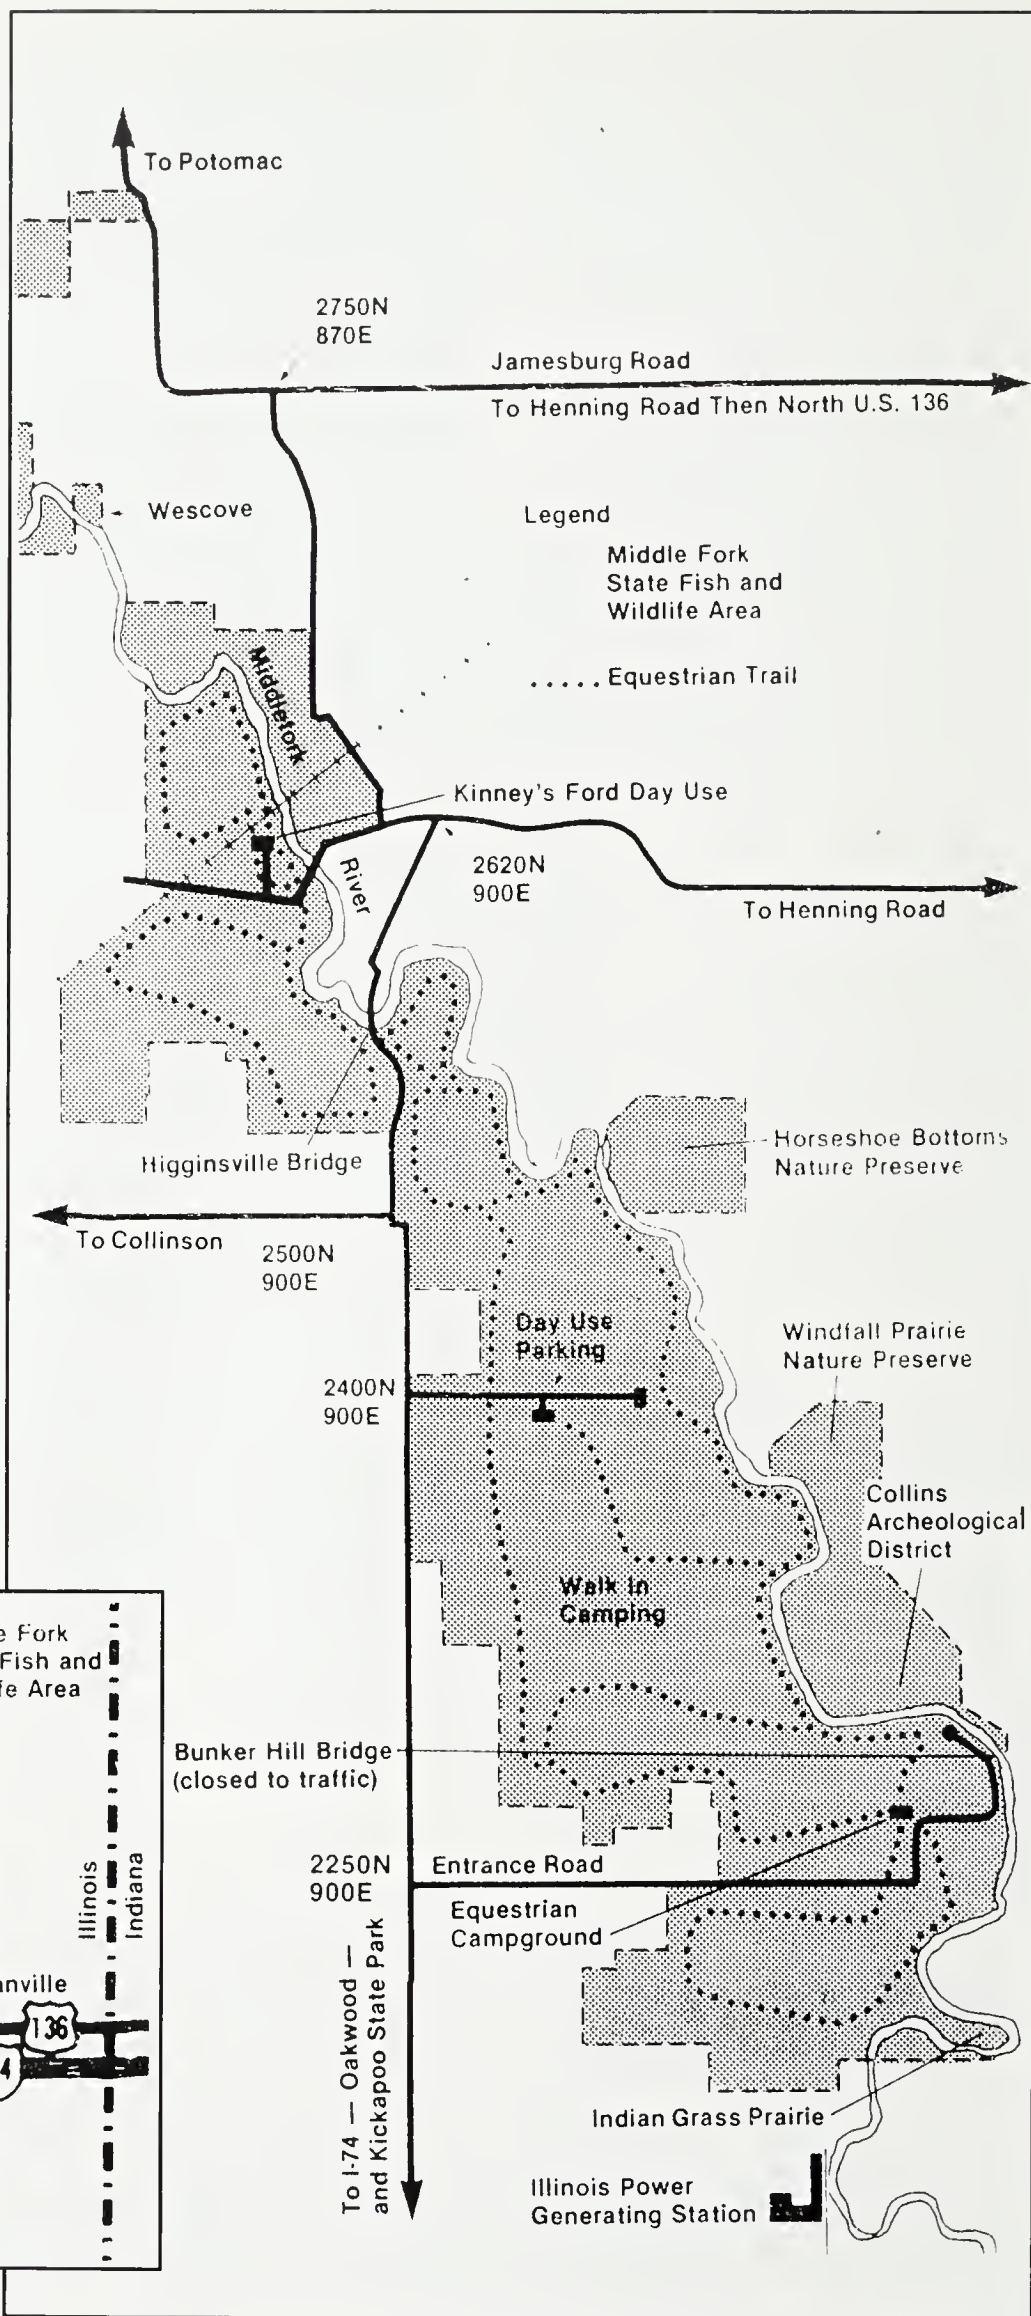 To Potomac
2750N
870E
Jamesburg Road
To Henning Road Then North U.S. 136
Wescove
Legend
Middle Fork
State Fish and
Wildlife Area
..... Equestrian Trail
Middlefork
River
Kinney's Ford Day Use
2620N
900E
To Henning Road
Higginsville Bridge
Horseshoe Bottoms
Nature Preserve
To Collinson
2500N
900E
Day Use
Parking
Windfall Prairie
Nature Preserve
2400N
900E
Collins
Archeological
District
Walk In
Camping
e Fork
Fish and
fe Area
Bunker Hill Bridge
(closed to traffic)
2250N
900E
Entrance Road
Equestrian
Campground
Illinois
Indiana
anville
136
4
To I-74 — Oakwood —
and Kickapoo State Park
Indian Grass Prairie
Illinois Power
Generating Station